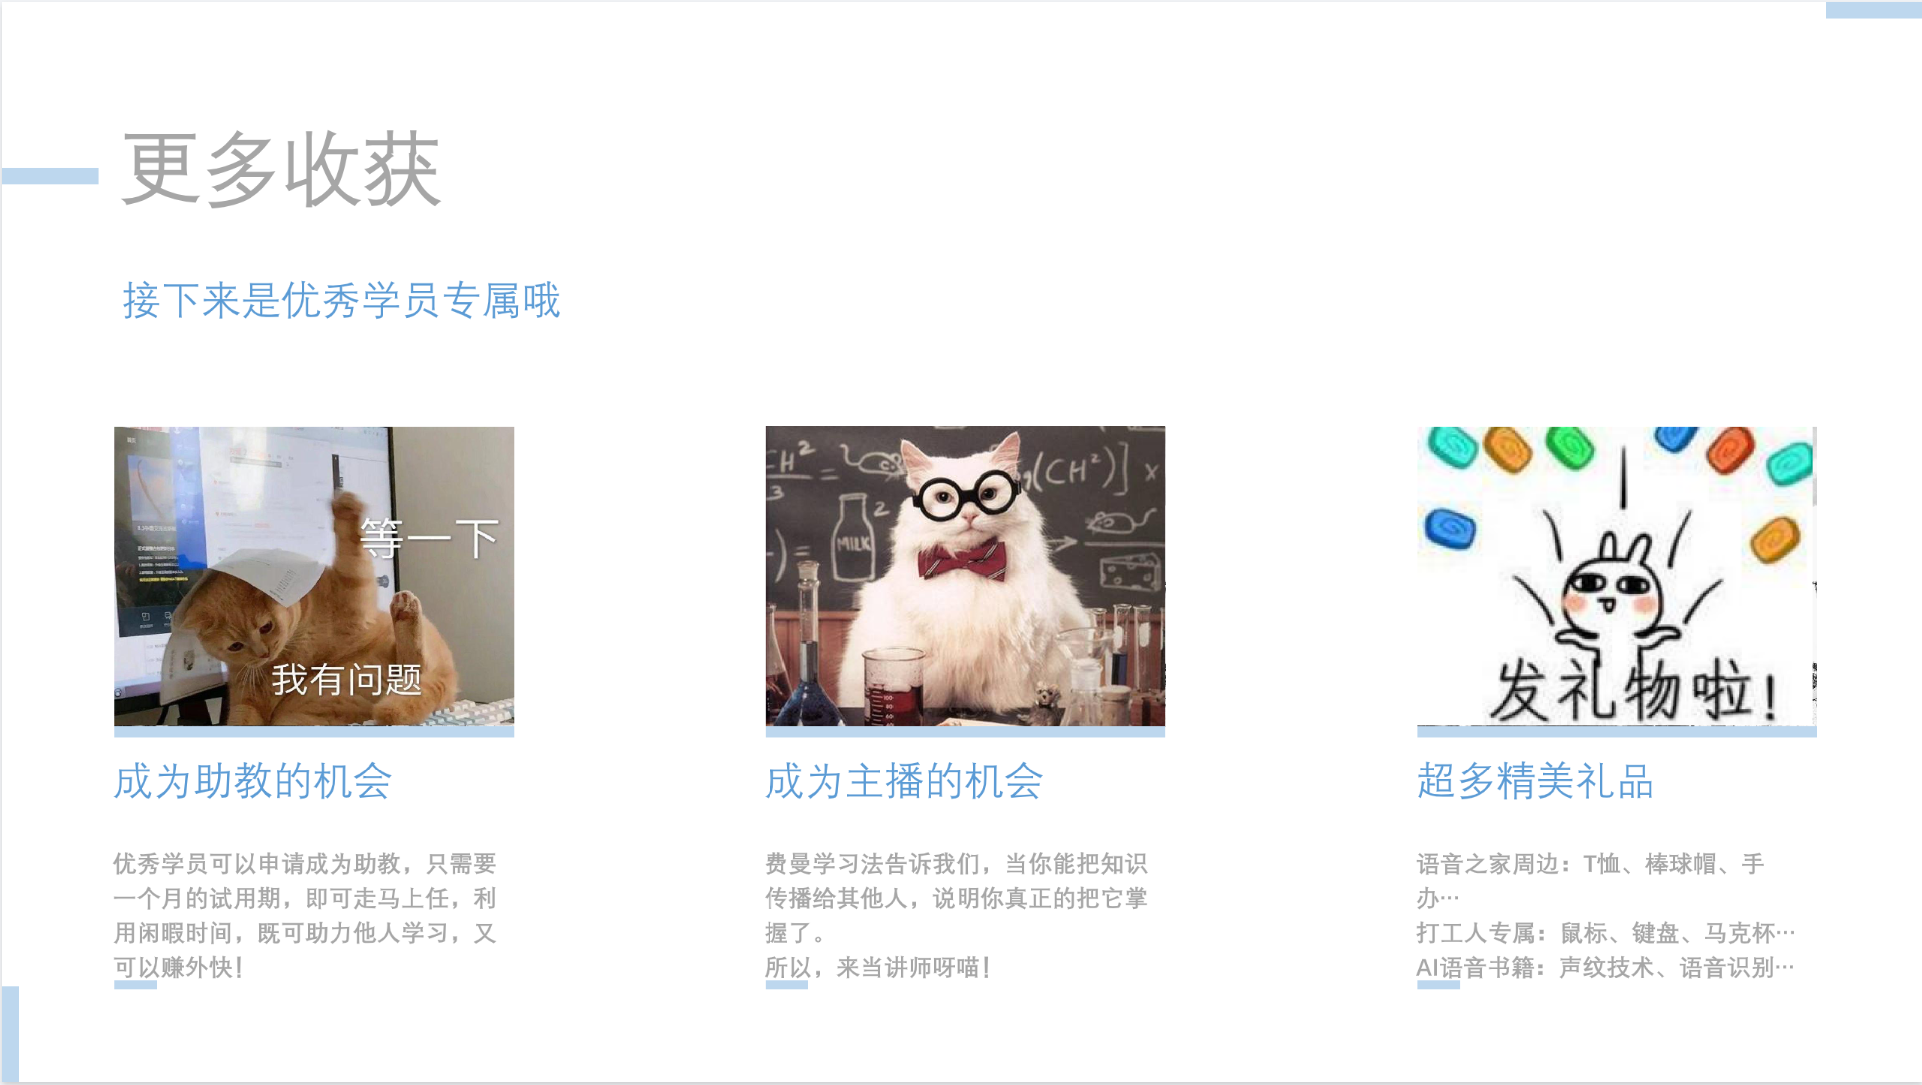 更多收获
接下来是优秀学员专属哦
等一下
我有问题
CH²
3
=
2
g(CH²)] x
)=
MILK
发礼物啦!
成为助教的机会
优秀学员可以申请成为助教，只需要
一个月的试用期，即可走马上任，利
用闲暇时间，既可助力他人学习，又
可以赚外快！
成为主播的机会
费曼学习法告诉我们，当你能把知识
传播给其他人，说明你真正的把它掌
握了。
所以，来当讲师呀喵！
超多精美礼品
语音之家周边：T恤、棒球帽、手
办…
打工人专属：鼠标、键盘、马克杯…
AI语音书籍：声纹技术、语音识别…